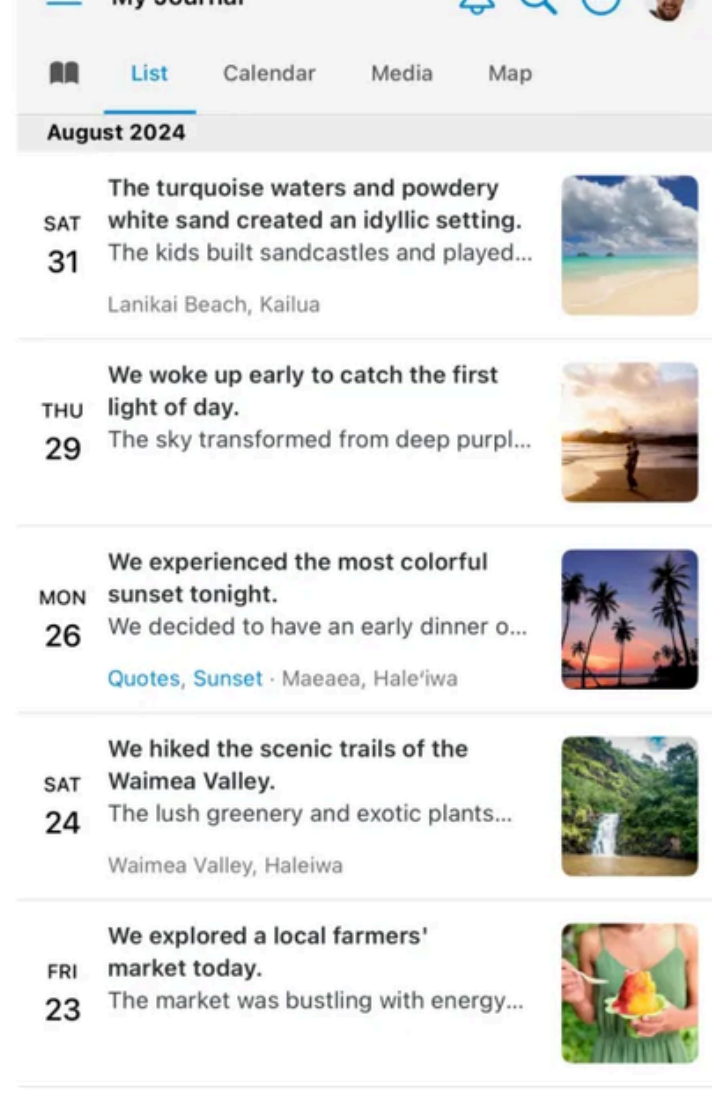 My Journal
List Calendar Media Map
August 2024
SAT
31
The turquoise waters and powdery
white sand created an idyllic setting.
The kids built sandcastles and played...
Lanikai Beach, Kailua
THU
29
We woke up early to catch the first
light of day.
The sky transformed from deep purpl...
MON
26
We experienced the most colorful
sunset tonight.
We decided to have an early dinner o...
Quotes, Sunset · Maeaea, Haleʻiwa
SAT
24
We hiked the scenic trails of the
Waimea Valley.
The lush greenery and exotic plants...
Waimea Valley, Haleiwa
FRI
23
We explored a local farmers'
market today.
The market was bustling with energy...